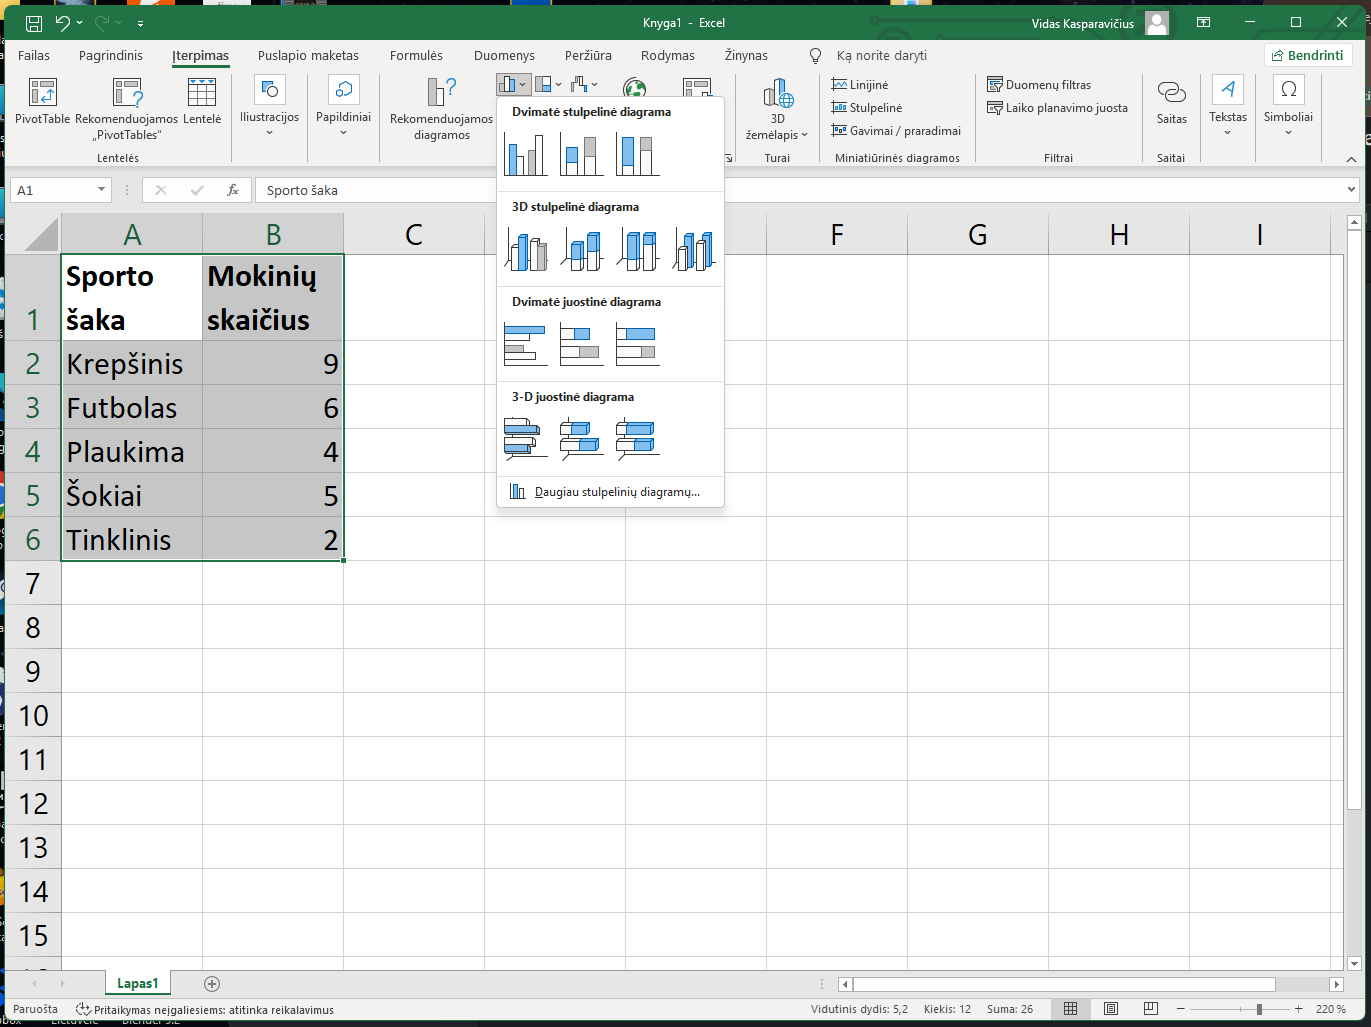 Knyga1 - Excel
Vidas Kasparavičius
Failas
Pagrindinis
Įterpimas
Puslapio maketas
Formulės
Duomenys
Peržiūra
Rodymas
Žinynas
Ką norite daryti
Bendrinti
PivotTable
Rekomenduojamos
„PivotTables“
Lentelė
Lentelės
Iliustracijos
Papildiniai
Rekomenduojamos
diagramos
3D
žemėlapis
Turai
Linijinė
Stulpelinė
Gavimai / praradimai
Miniatiūrinės diagramos
Duomenų filtras
Laiko planavimo juosta
Filtrai
Saitas
Saitai
Tekstas
Simboliai
A1
fx
Sporto šaka
Dvimatė stulpelinė diagrama
3D stulpelinė diagrama
Dvimatė juostinė diagrama
3-D juostinė diagrama
Daugiau stulpelinių diagramų...
A B C F G H I
Sporto
šaka
Mokinių
skaičius
1
2 Krepšinis 9
3 Futbolas 6
4 Plaukima 4
5 Šokiai 5
6 Tinklinis 2
7
8
9
10
11
12
13
14
15
Lapas1
Paruošta
Pritaikymas neįgaliesiems: atitinka reikalavimus
Vidutinis dydis: 5,2
Kiekis: 12
Suma: 26
220 %